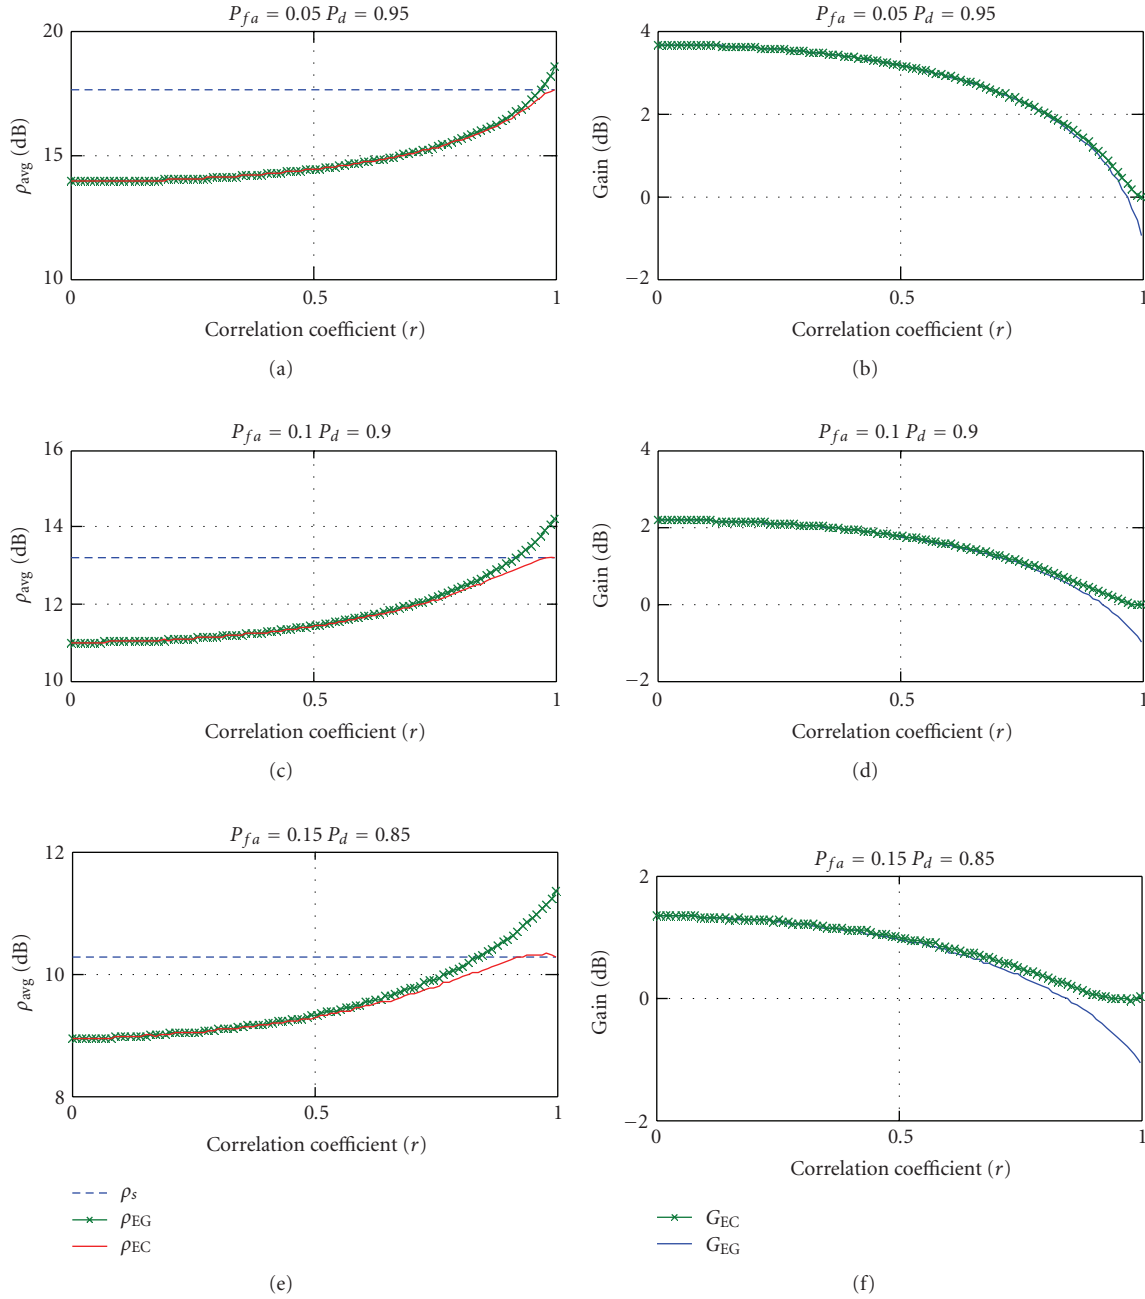 P_fa = 0.05 P_d = 0.95
20
15
10
ρ_avg (dB)
0
0.5
1
Correlation coefficient (r)
(a)
P_fa = 0.05 P_d = 0.95
4
2
0
−2
Gain (dB)
0
0.5
1
Correlation coefficient (r)
(b)
P_fa = 0.1 P_d = 0.9
16
14
12
10
ρ_avg (dB)
0
0.5
1
Correlation coefficient (r)
(c)
P_fa = 0.1 P_d = 0.9
4
2
0
−2
Gain (dB)
0
0.5
1
Correlation coefficient (r)
(d)
P_fa = 0.15 P_d = 0.85
12
10
8
ρ_avg (dB)
0
0.5
1
Correlation coefficient (r)
ρ_s
ρ_EG
ρ_EC
(e)
P_fa = 0.15 P_d = 0.85
2
0
−2
Gain (dB)
0
0.5
1
Correlation coefficient (r)
G_EC
G_EG
(f)